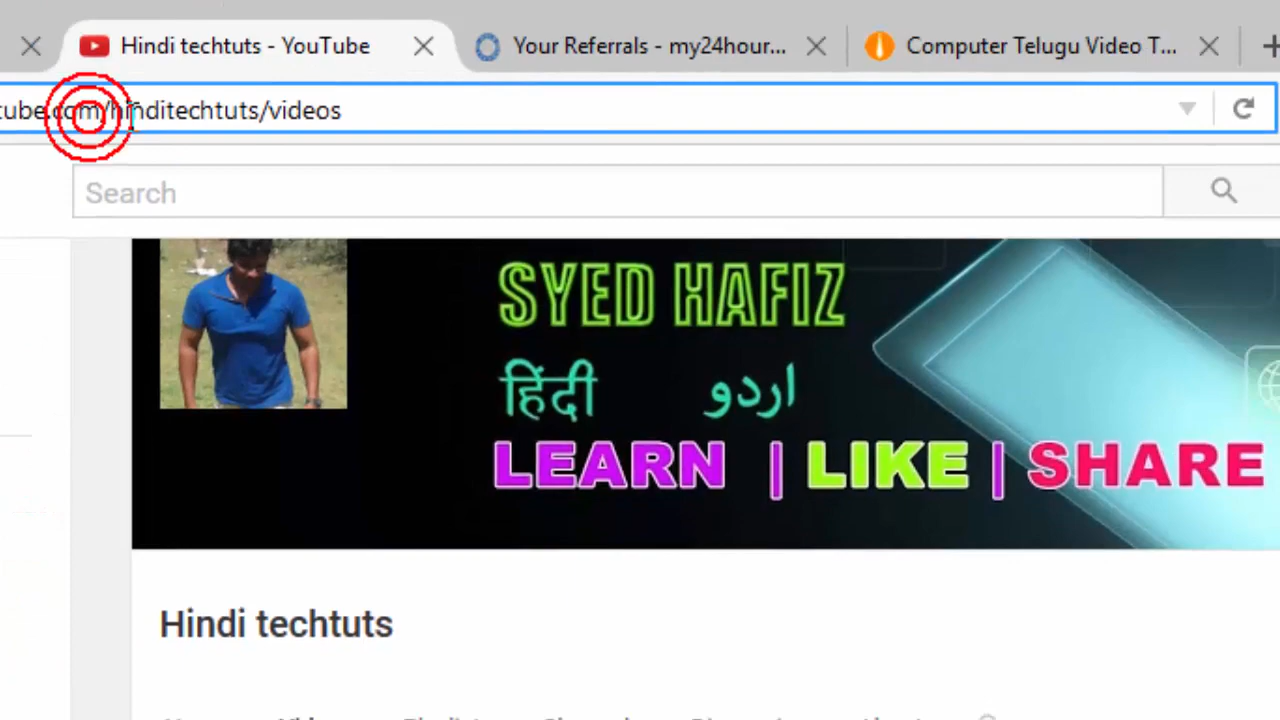 Hindi techtuts - YouTube
Your Referrals - my24hour...
Computer Telugu Video T...
tube.com/hinditechtuts/videos
Search
SYED HAFIZ
हिंदी اردو
LEARN | LIKE | SHARE
Hindi techtuts